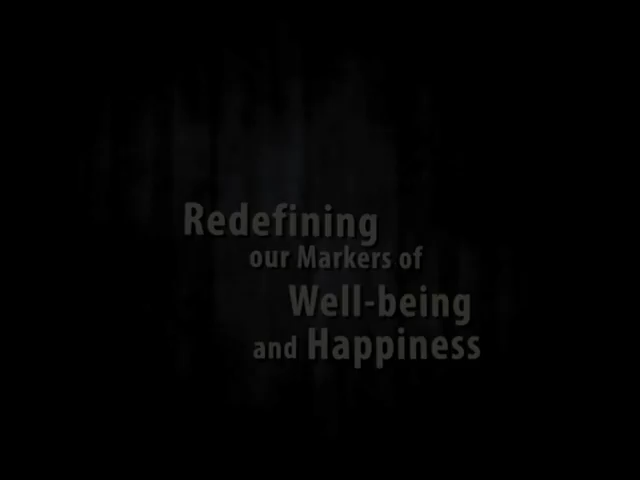 Redefining
our Markers of
Well-being
and Happiness